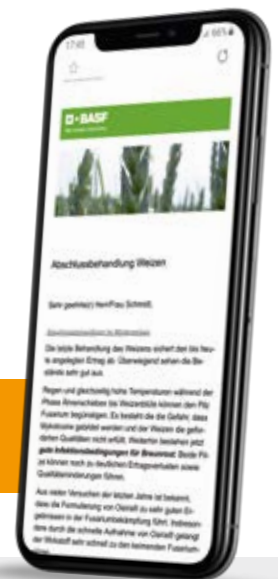 17:48
66%
BASF
Abschlussbehandlung Weizen
Sehr geehrte(r) Herr/Frau Schmidt,
Abschlussbehandlung im Winterweizen
Die letzte Behandlung des Weizens sichert den bis heu-
te angelegten Ertrag ab. Überwiegend sehen die Be-
stände sehr gut aus.
Regen und gleichzeitig hohe Temperaturen während der
Phase Ährenschieben bis Weizenblüte können den Pilz
Fusarium begünstigen. Es besteht die die Gefahr, dass
Mykotoxine gebildet werden und der Weizen die gefor-
derten Qualitäten nicht erfüllt. Weiterhin bestehen jetzt
gute Infektionsbedingungen für Braunrost. Beide Pil-
ze können noch zu deutlichen Ertragsverlusten sowie
Qualitätsminderungen führen.
Aus vielen Versuchen der letzten Jahre ist bekannt,
dass die Formulierung von Osiris® zu sehr guten Er-
gebnissen in der Fusariumbekämpfung führt. Insbeson-
dere durch die schnelle Aufnahme von Osiris® gelangt
der Wirkstoff sehr schnell zu den keimenden Fusarium-